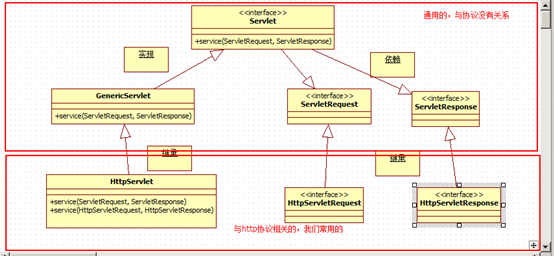 <<interface>>
Servlet
+service(ServletRequest, ServletResponse)
通用的，与协议没有关系
实现
依赖
GenericServlet
+service(ServletRequest, ServletResponse)
<<interface>>
ServletRequest
<<interface>>
ServletResponse
继承
继承
HttpServlet
+service(ServletRequest, ServletResponse)
+service(HttpServletRequest, HttpServletResponse)
<<interface>>
HttpServletRequest
<<interface>>
HttpServletResponse
与http协议相关的，我们常用的